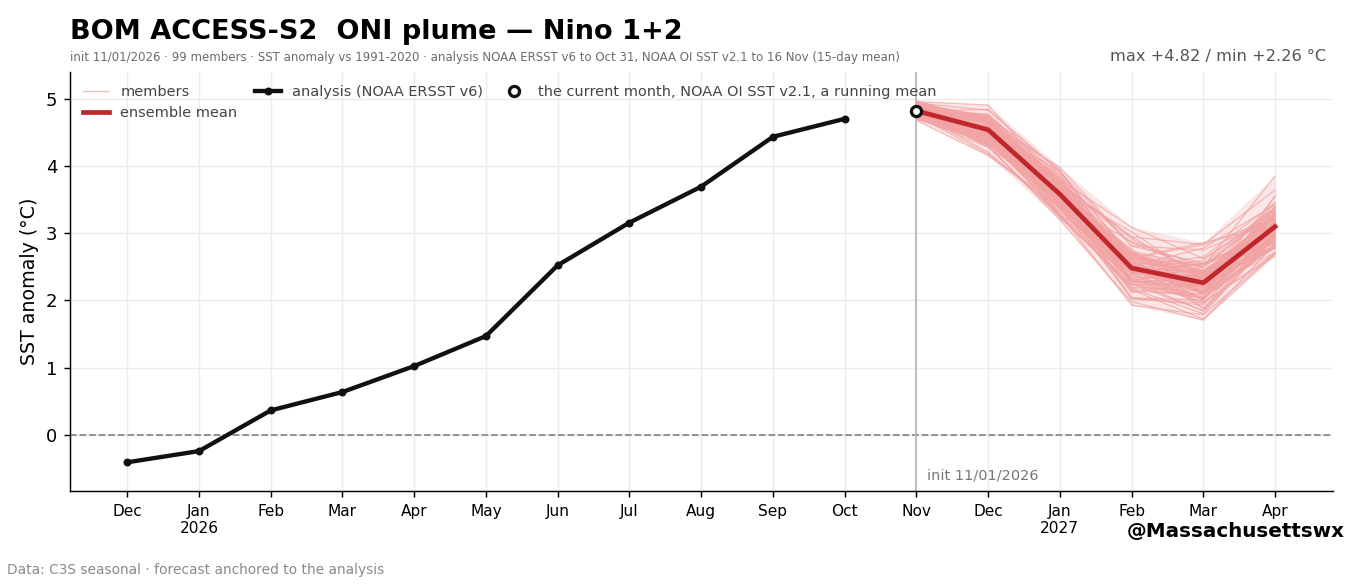 BOM ACCESS-S2  ONI plume — Nino 1+2
init 11/01/2026 · 99 members · SST anomaly vs 1991-2020 · analysis NOAA ERSST v6 to Oct 31, NOAA OI SST v2.1 to 16 Nov (15-day mean)
max +4.82 / min +2.26 °C
members
ensemble mean
analysis (NOAA ERSST v6)
the current month, NOAA OI SST v2.1, a running mean
SST anomaly (°C)
5
4
3
2
1
0
init 11/01/2026
Dec Jan Feb Mar Apr May Jun Jul Aug Sep Oct Nov Dec Jan Feb Mar Apr
2026 2027
@Massachusettswx
Data: C3S seasonal · forecast anchored to the analysis